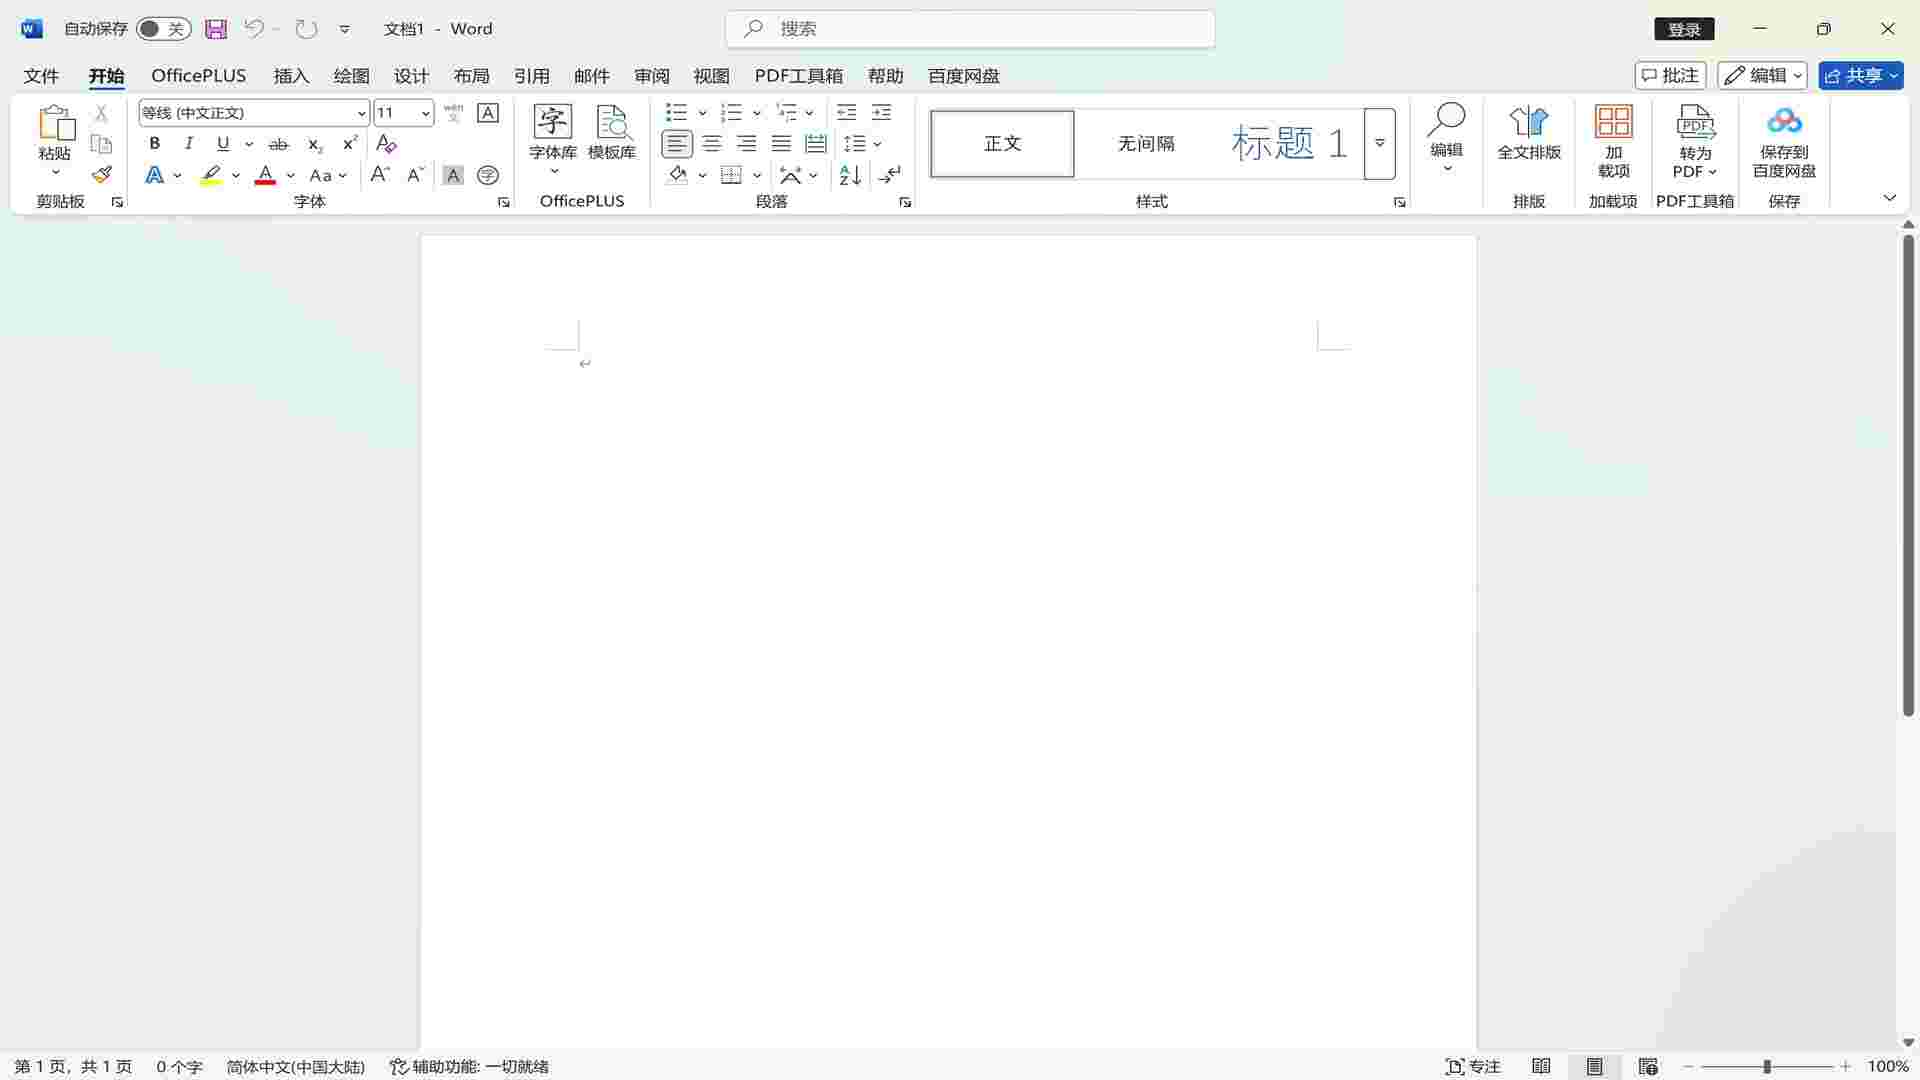 自动保存 关 文档1 - Word 搜索 登录
文件 开始 OfficePLUS 插入 绘图 设计 布局 引用 邮件 审阅 视图 PDF工具箱 帮助 百度网盘 批注 编辑 共享
粘贴
剪贴板
等线 (中文正文) 11 wén 文 A
B I U ab x₂ x² A
A A Aa A A A 字
字体
字 字体库 模板库
OfficePLUS
段落
正文 无间隔 标题 1
样式
编辑
全文排版
排版
加
载项
加载项
PDF
转为
PDF
PDF工具箱
保存到
百度网盘
保存
第 1 页，共 1 页 0 个字 简体中文(中国大陆) 辅助功能: 一切就绪 专注 100%